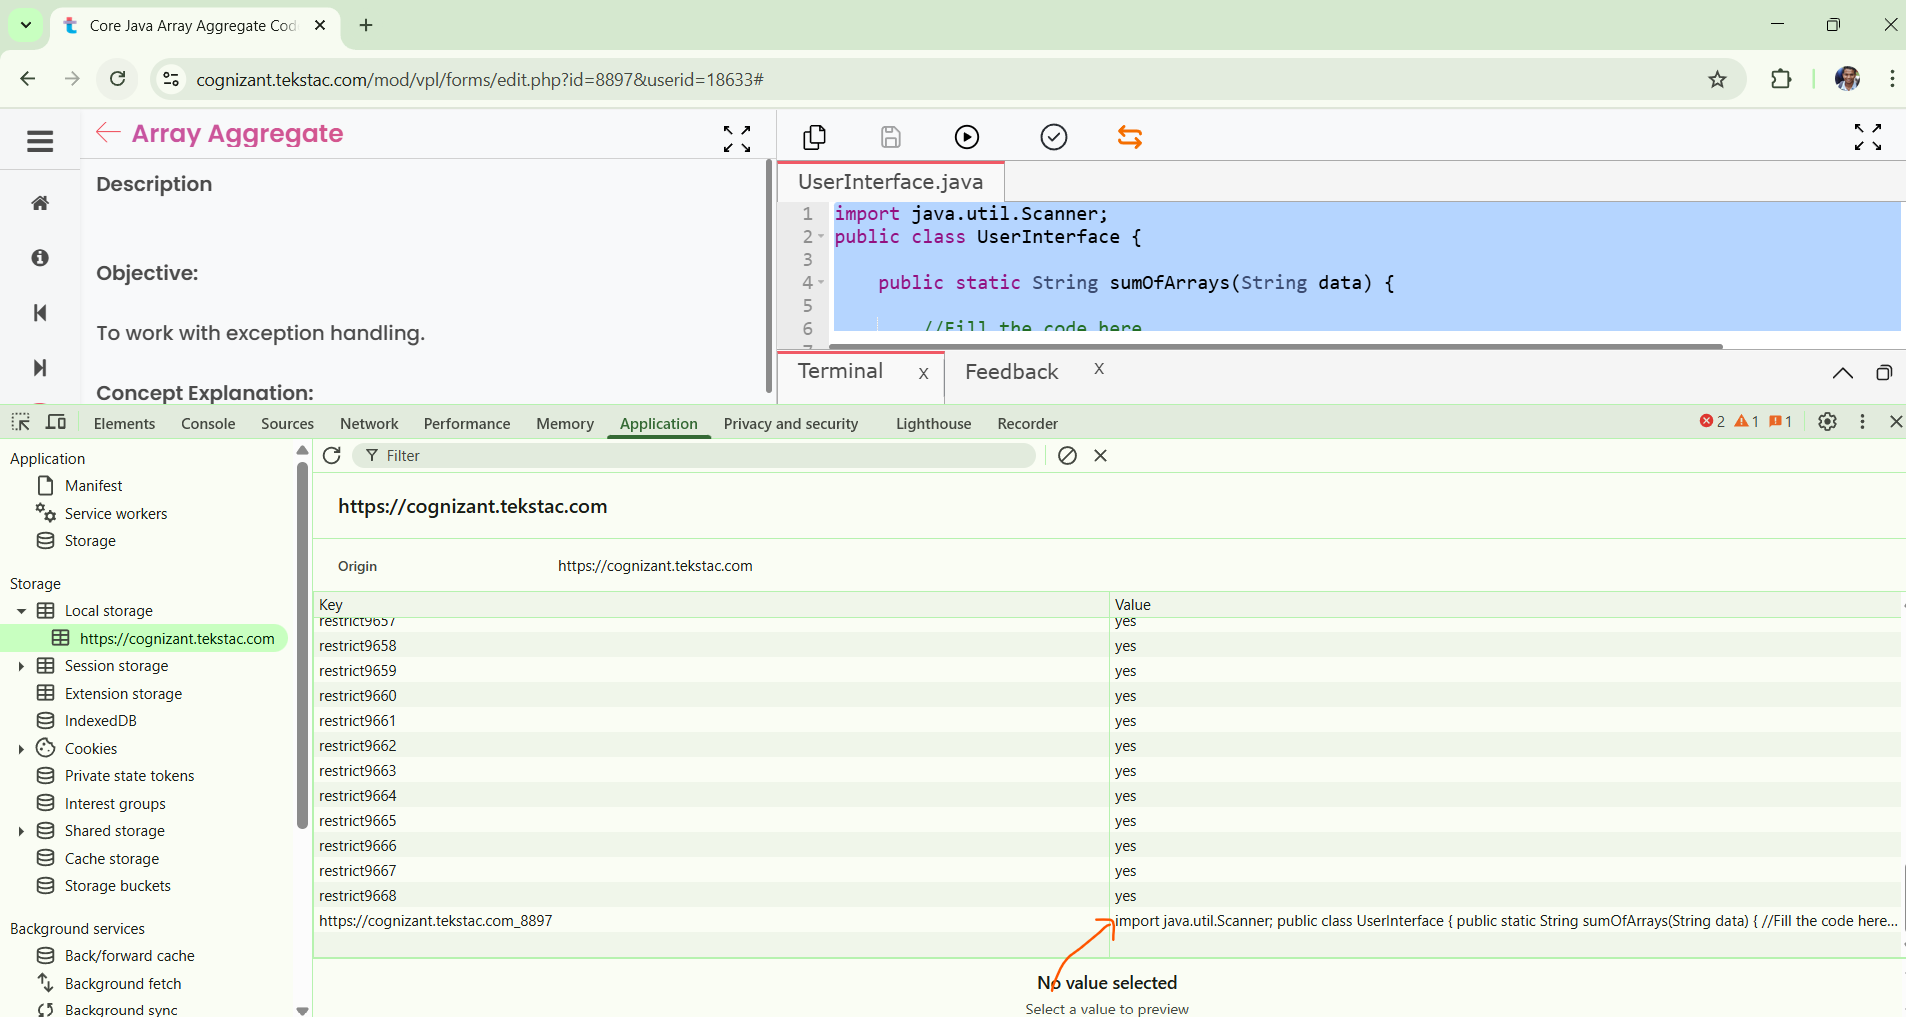 Core Java Array Aggregate Cod
cognizant.tekstac.com/mod/vpl/forms/edit.php?id=8897&userid=18633#
Array Aggregate
Description
Objective:
To work with exception handling.
Concept Explanation:
UserInterface.java
1 import java.util.Scanner;
2 public class UserInterface {
3
4 public static String sumOfArrays(String data) {
5
6 //Fill the code here
7
Terminal x Feedback x
Elements Console Sources Network Performance Memory Application Privacy and security Lighthouse Recorder 2 1 1
Application
Manifest
Service workers
Storage
Storage
Local storage
https://cognizant.tekstac.com
Session storage
Extension storage
IndexedDB
Cookies
Private state tokens
Interest groups
Shared storage
Cache storage
Storage buckets
Background services
Back/forward cache
Background fetch
Background sync
Filter
https://cognizant.tekstac.com
Origin https://cognizant.tekstac.com
Key Value
restrict9657 yes
restrict9658 yes
restrict9659 yes
restrict9660 yes
restrict9661 yes
restrict9662 yes
restrict9663 yes
restrict9664 yes
restrict9665 yes
restrict9666 yes
restrict9667 yes
restrict9668 yes
https://cognizant.tekstac.com_8897 import java.util.Scanner; public class UserInterface { public static String sumOfArrays(String data) { //Fill the code here...
No value selected
Select a value to preview